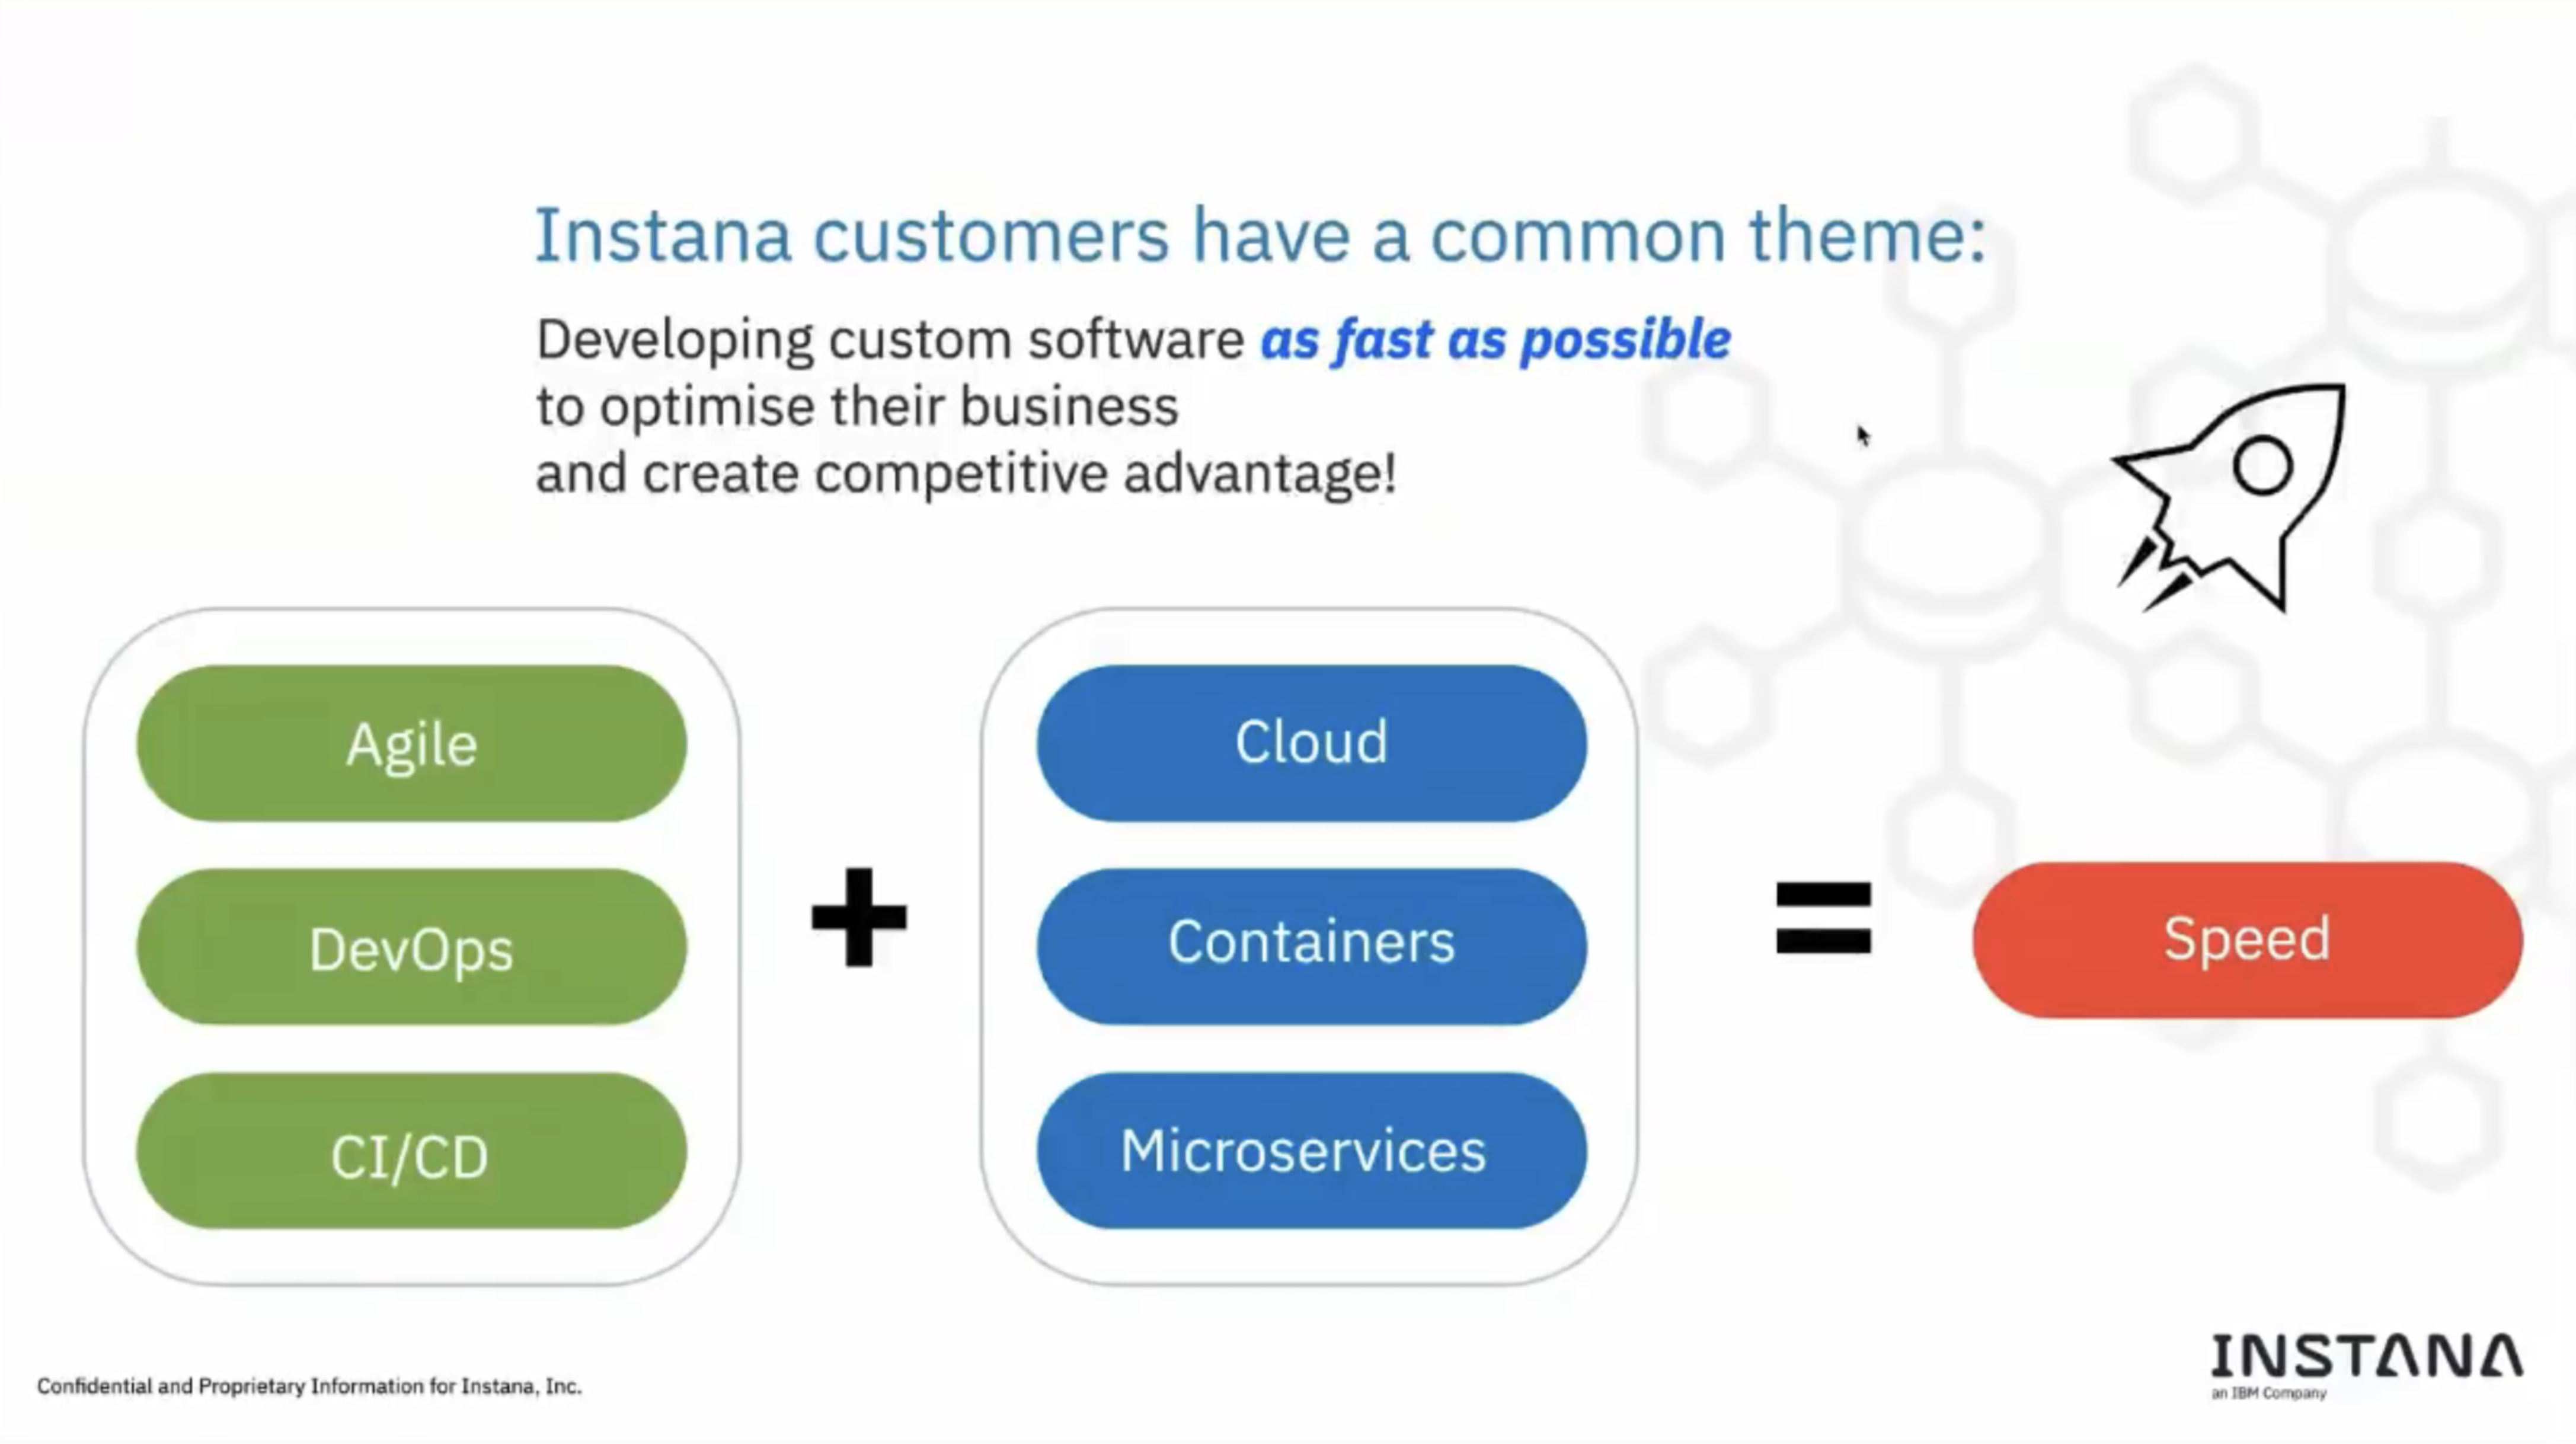 Instana customers have a common theme:
Developing custom software as fast as possible
to optimise their business
and create competitive advantage!
Agile
DevOps
CI/CD
+
Cloud
Containers
Microservices
=
Speed
Confidential and Proprietary Information for Instana, Inc.
INSTANA
an IBM Company